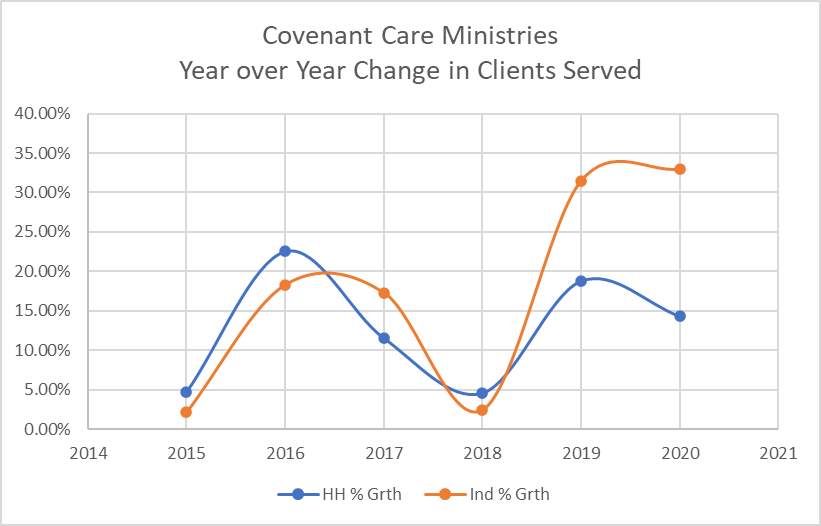 Covenant Care Ministries
Year over Year Change in Clients Served
40.00%
35.00%
30.00%
25.00%
20.00%
15.00%
10.00%
5.00%
0.00%
2014 2015 2016 2017 2018 2019 2020 2021
HH % Grth Ind % Grth